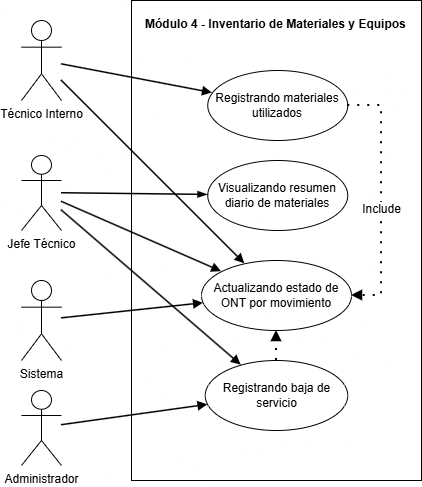 Módulo 4 - Inventario de Materiales y Equipos
Técnico Interno
Registrando materiales
utilizados
Visualizando resumen
diario de materiales
Include
Jefe Técnico
Actualizando estado de
ONT por movimiento
Sistema
Registrando baja de
servicio
Administrador